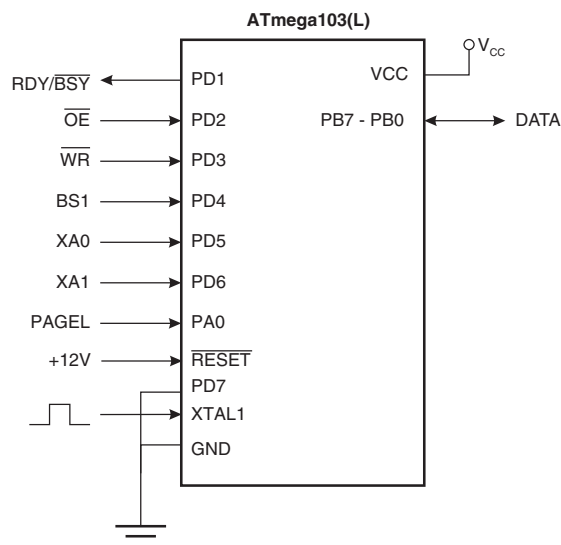 ATmega103(L)
VCC
RDY/BSY PD1 VCC
OE PD2 PB7 - PB0 DATA
WR PD3
BS1 PD4
XA0 PD5
XA1 PD6
PAGEL PA0
+12V RESET
PD7
XTAL1
GND